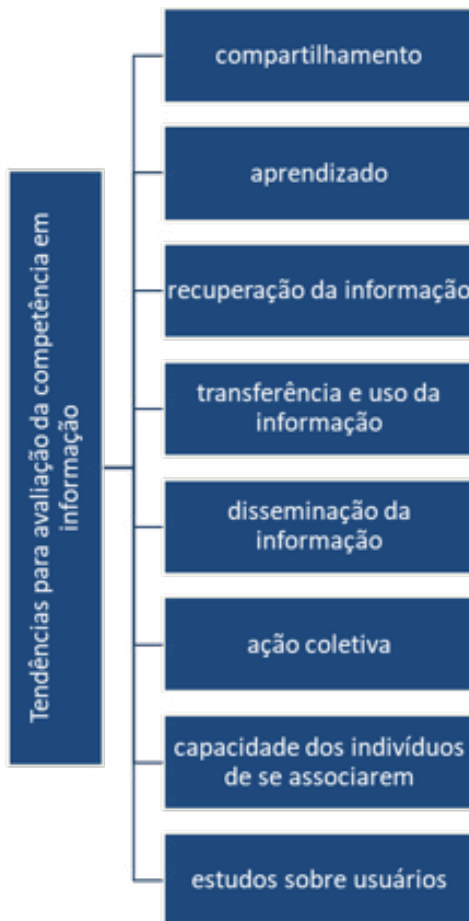 Tendências para avaliação da competência em
informação
compartilhamento
aprendizado
recuperação da informação
transferência e uso da
informação
disseminação da
informação
ação coletiva
capacidade dos indivíduos
de se associarem
estudos sobre usuários